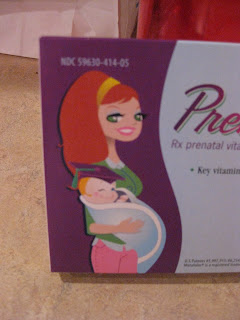 NDC 59630-414-05
Pre
Rx prenatal vita
• Key vitamin